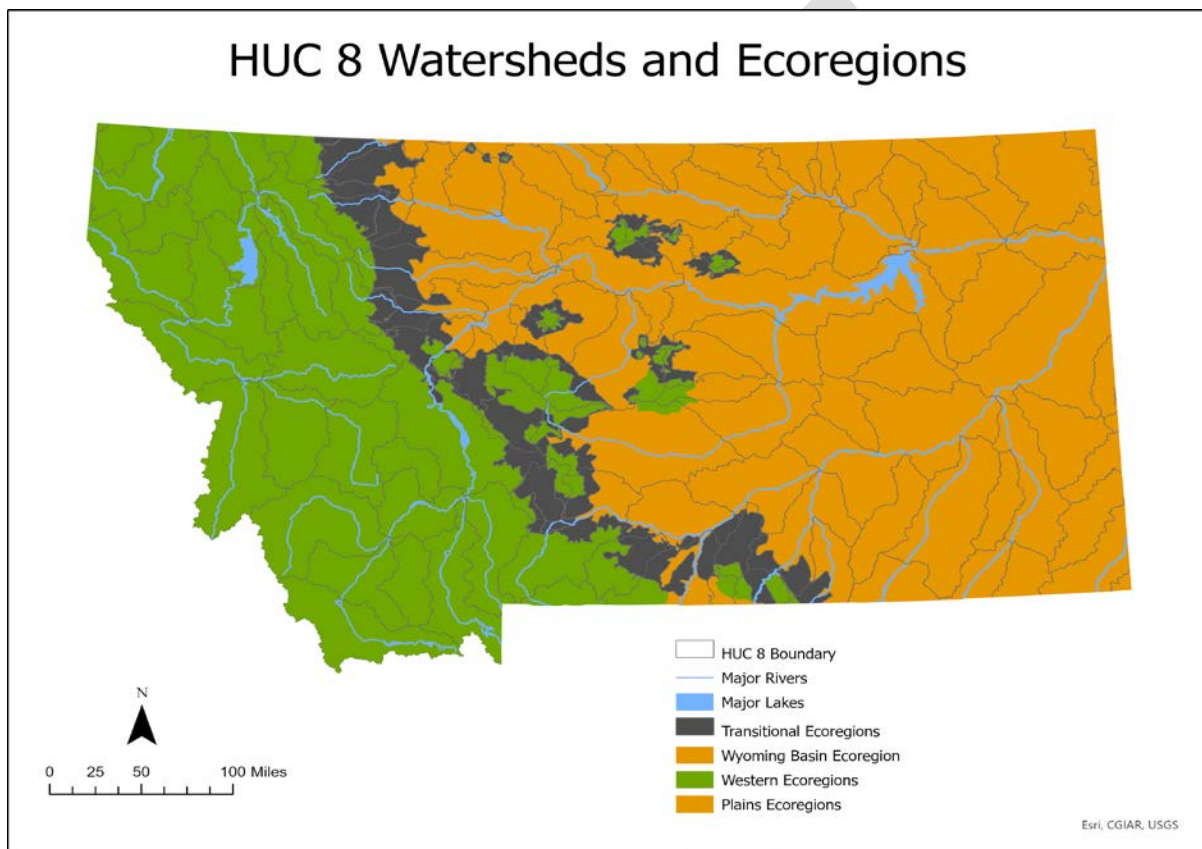 HUC 8 Watersheds and Ecoregions
HUC 8 Boundary
Major Rivers
Major Lakes
Transitional Ecoregions
Wyoming Basin Ecoregion
Western Ecoregions
Plains Ecoregions
N
0 25 50 100 Miles
Esri, CGIAR, USGS